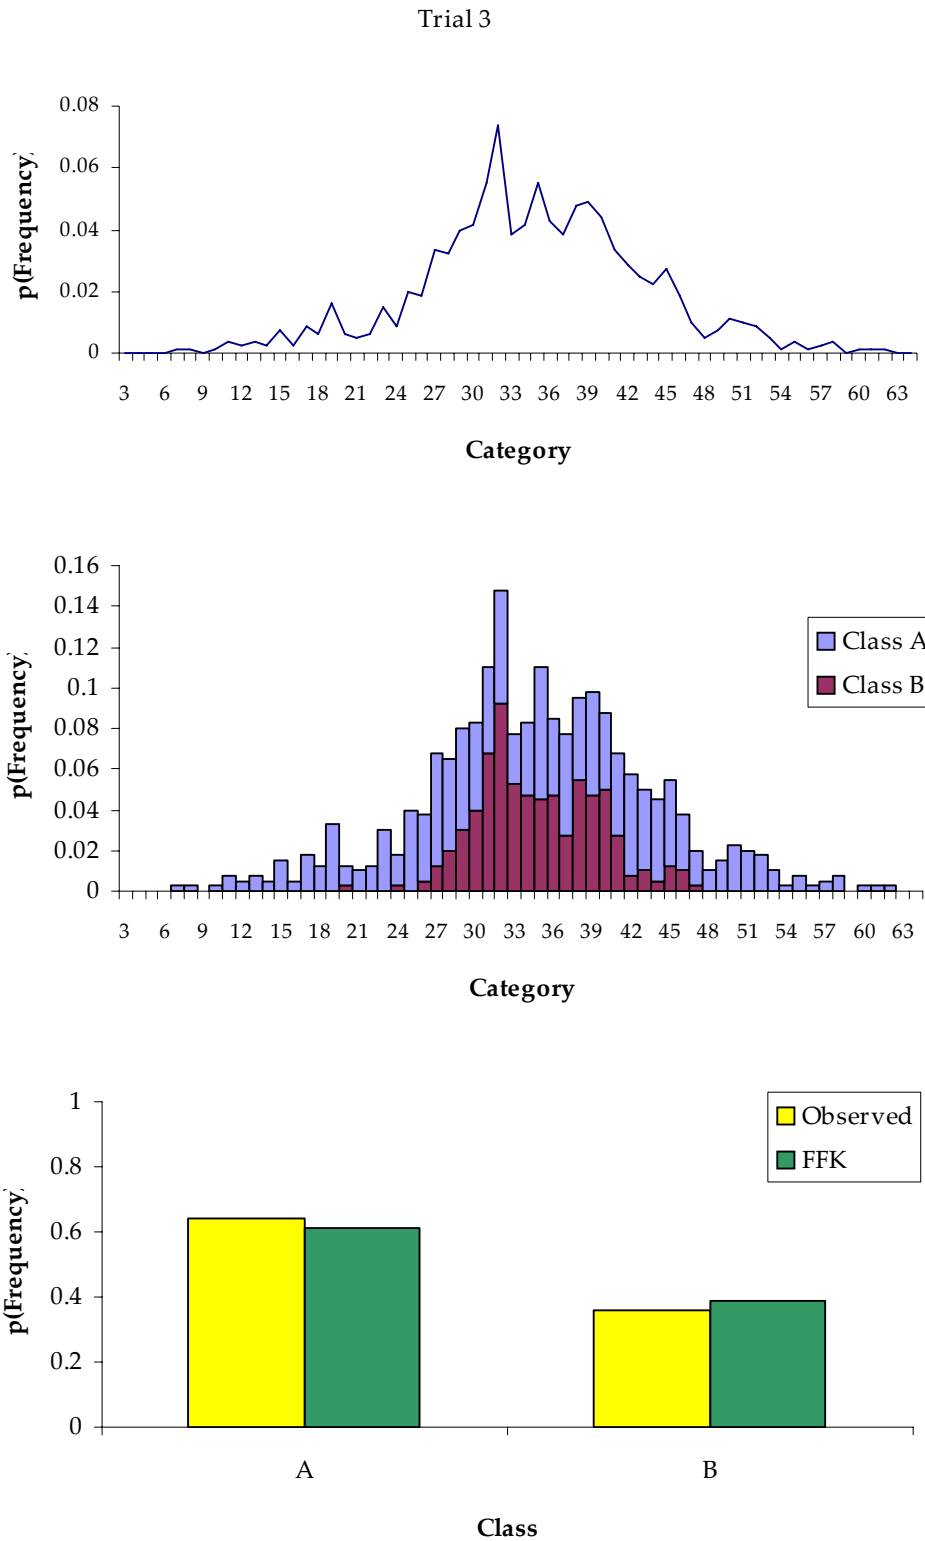 Trial 3
0.08
0.06
0.04
0.02
0
p(Frequency)
3 6 9 12 15 18 21 24 27 30 33 36 39 42 45 48 51 54 57 60 63
Category
0.16
0.14
0.12
0.1
0.08
0.06
0.04
0.02
0
p(Frequency)
Class A
Class B
3 6 9 12 15 18 21 24 27 30 33 36 39 42 45 48 51 54 57 60 63
Category
1
0.8
0.6
0.4
0.2
0
p(Frequency)
Observed
FFK
A B
Class